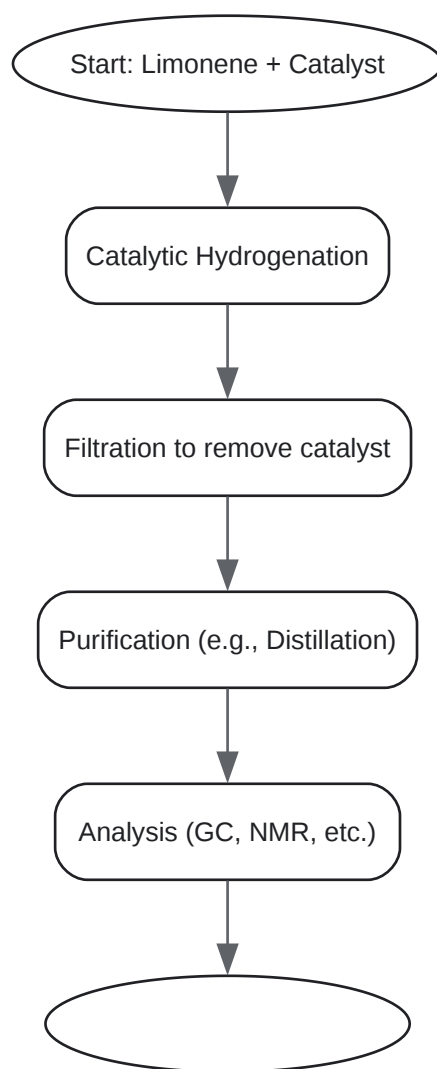 Start: Limonene + Catalyst
Catalytic Hydrogenation
Filtration to remove catalyst
Purification (e.g., Distillation)
Analysis (GC, NMR, etc.)